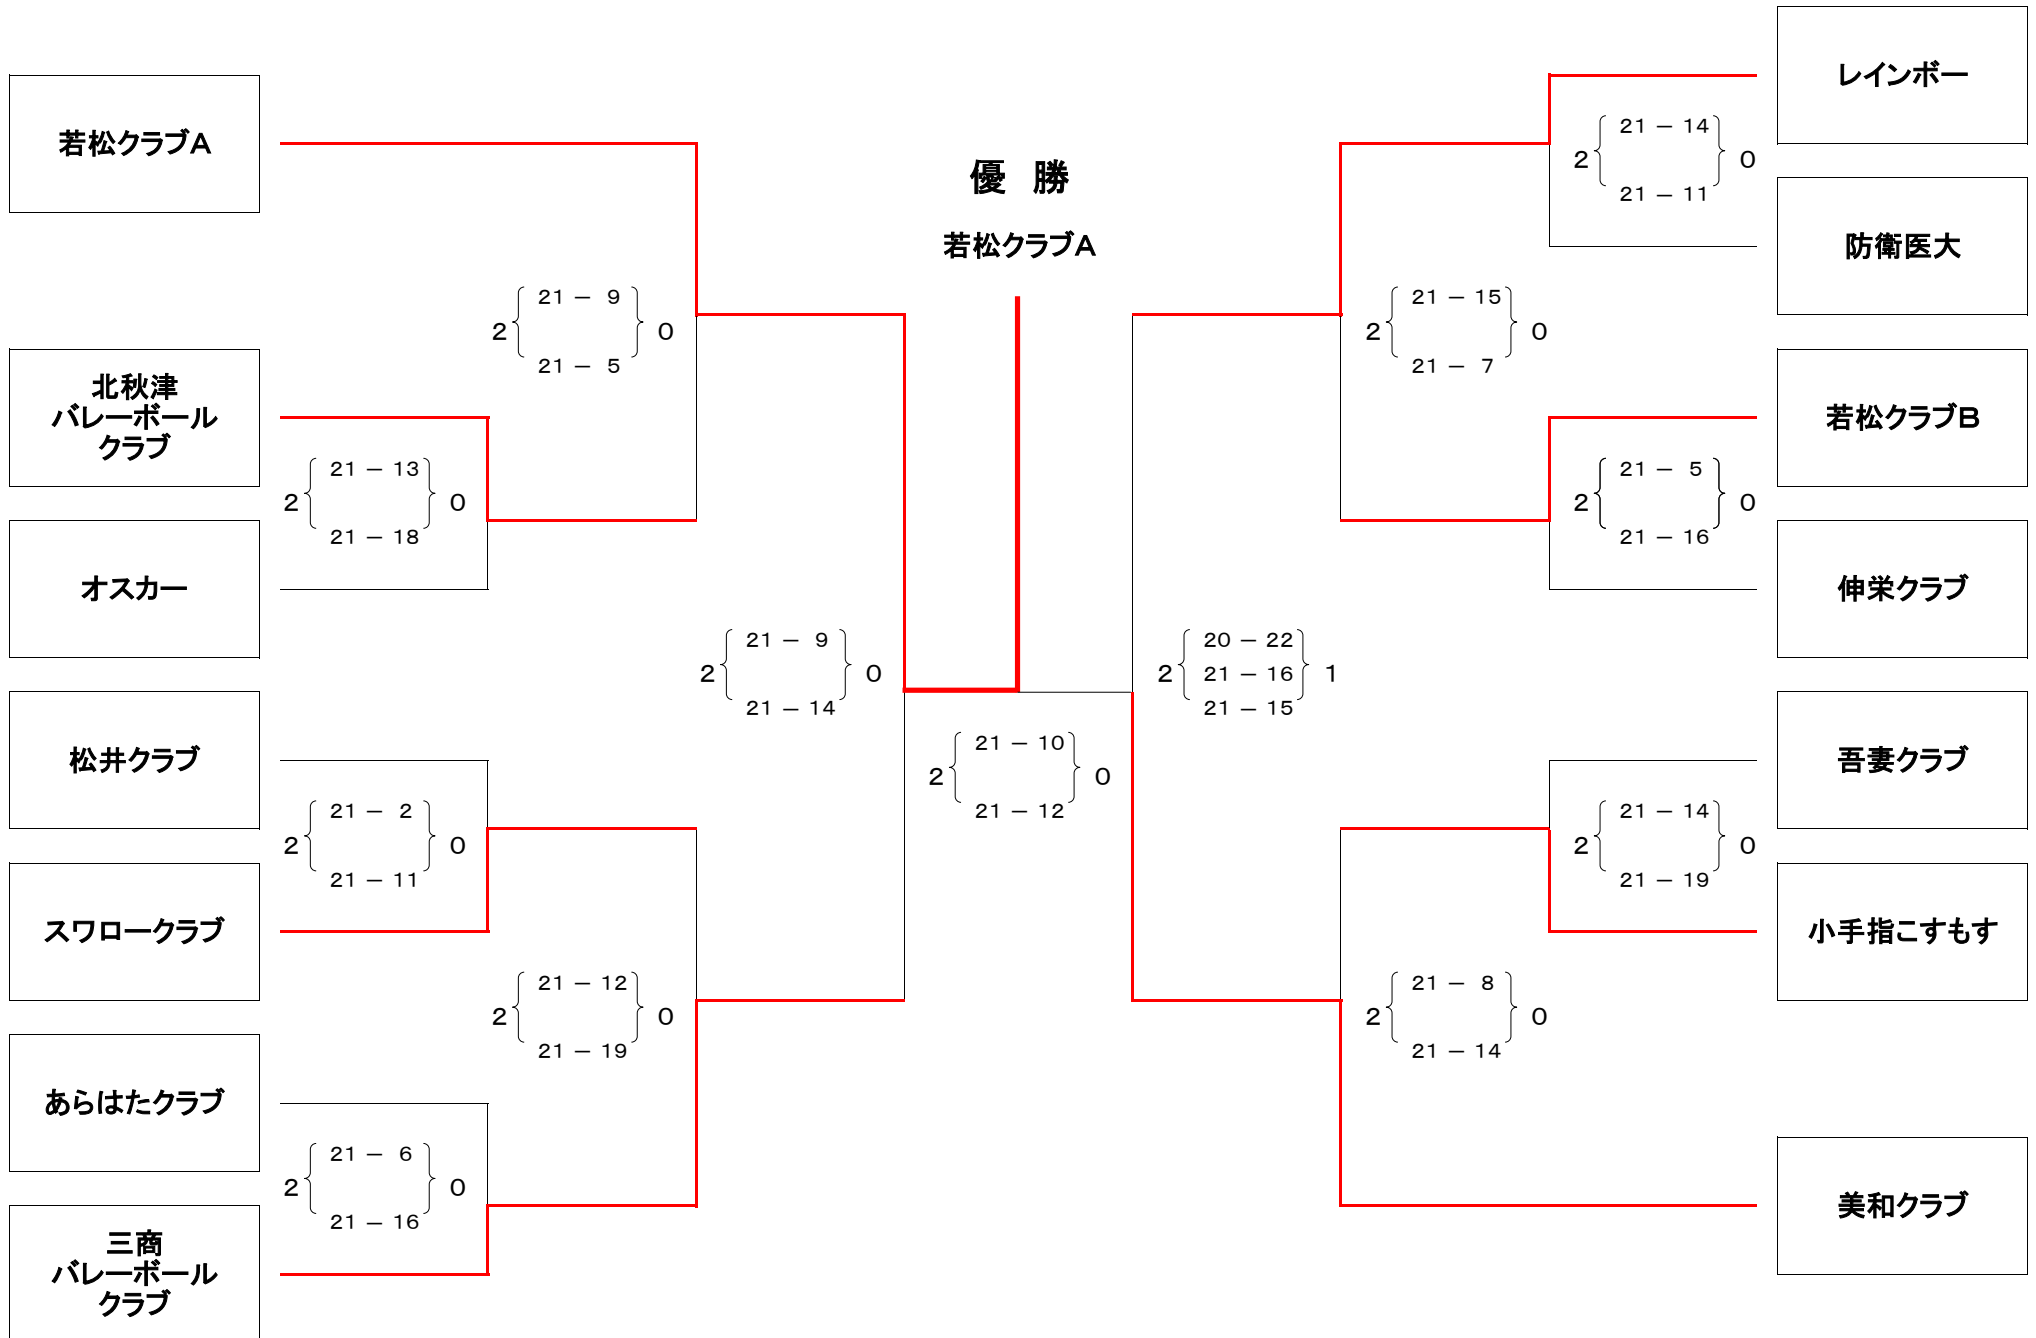 優 勝
若松クラブA
若松クラブA
北秋津
バレーボール
クラブ
オスカー
松井クラブ
スワロークラブ
あらはたクラブ
三商
バレーボール
クラブ
2 21 － 13 0
21 － 18
2 21 － 2 0
21 － 11
2 21 － 6 0
21 － 16
2 21 － 9 0
21 － 5
2 21 － 12 0
21 － 19
2 21 － 9 0
21 － 14
2 21 － 10 0
21 － 12
20 － 22
2 21 － 16 1
21 － 15
2 21 － 15 0
21 － 7
2 21 － 8 0
21 － 14
2 21 － 14 0
21 － 11
2 21 － 5 0
21 － 16
2 21 － 14 0
21 － 19
レインボー
防衛医大
若松クラブB
伸栄クラブ
吾妻クラブ
小手指こすもす
美和クラブ